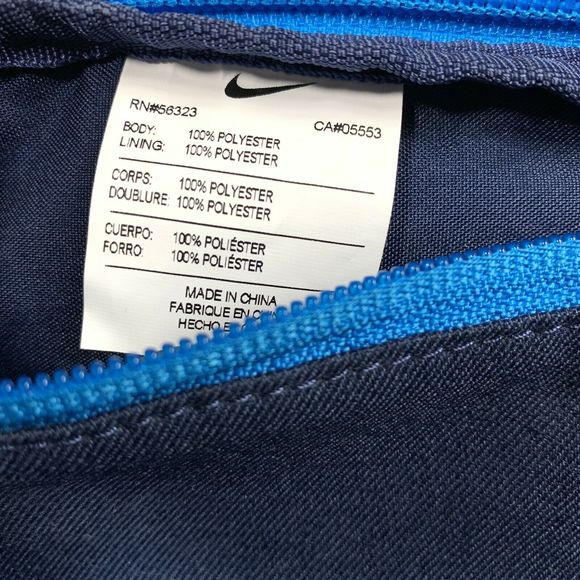 RN#56323 CA#05553
BODY: 100% POLYESTER
LINING: 100% POLYESTER
CORPS: 100% POLYESTER
DOUBLURE: 100% POLYESTER
CUERPO: 100% POLIÉSTER
FORRO: 100% POLIÉSTER
MADE IN CHINA
FABRIQUE EN
HECHO